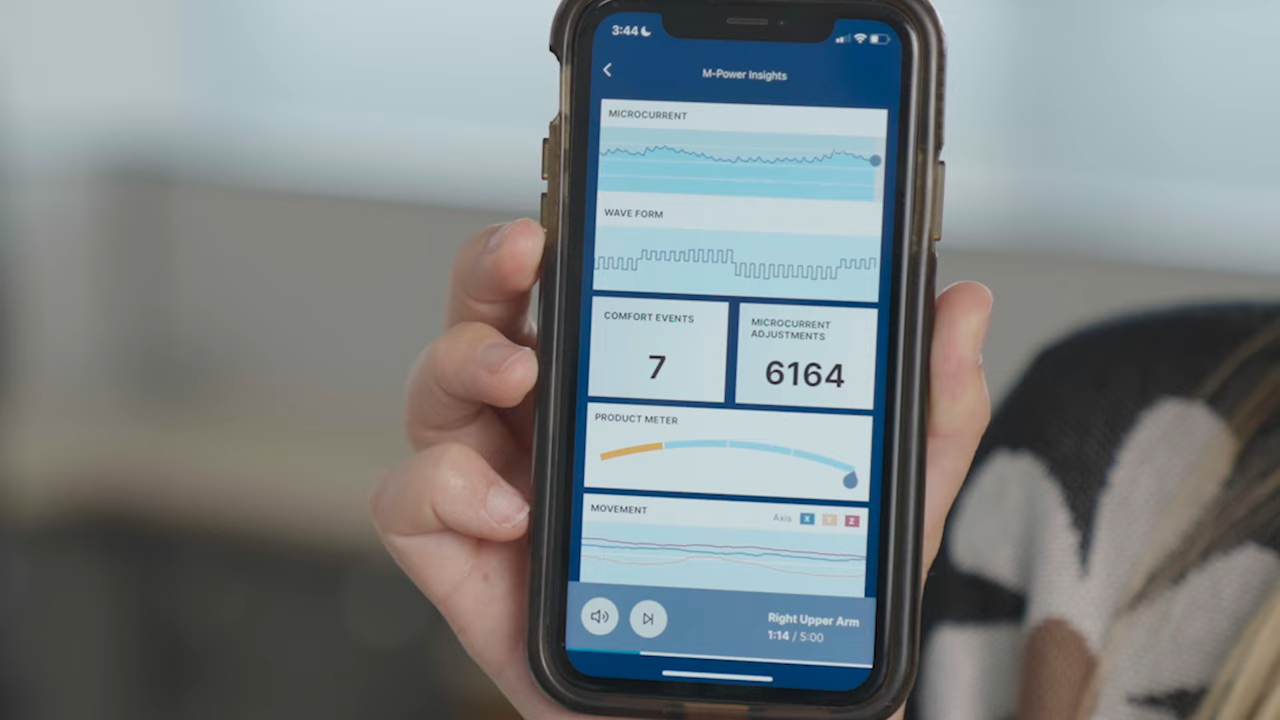 3:44
M-Power Insights
MICROCURRENT
WAVE FORM
COMFORT EVENTS
7
MICROCURRENT
ADJUSTMENTS
6164
PRODUCT METER
MOVEMENT
Axis X Y Z
Right Upper Arm
1:14 / 5:00